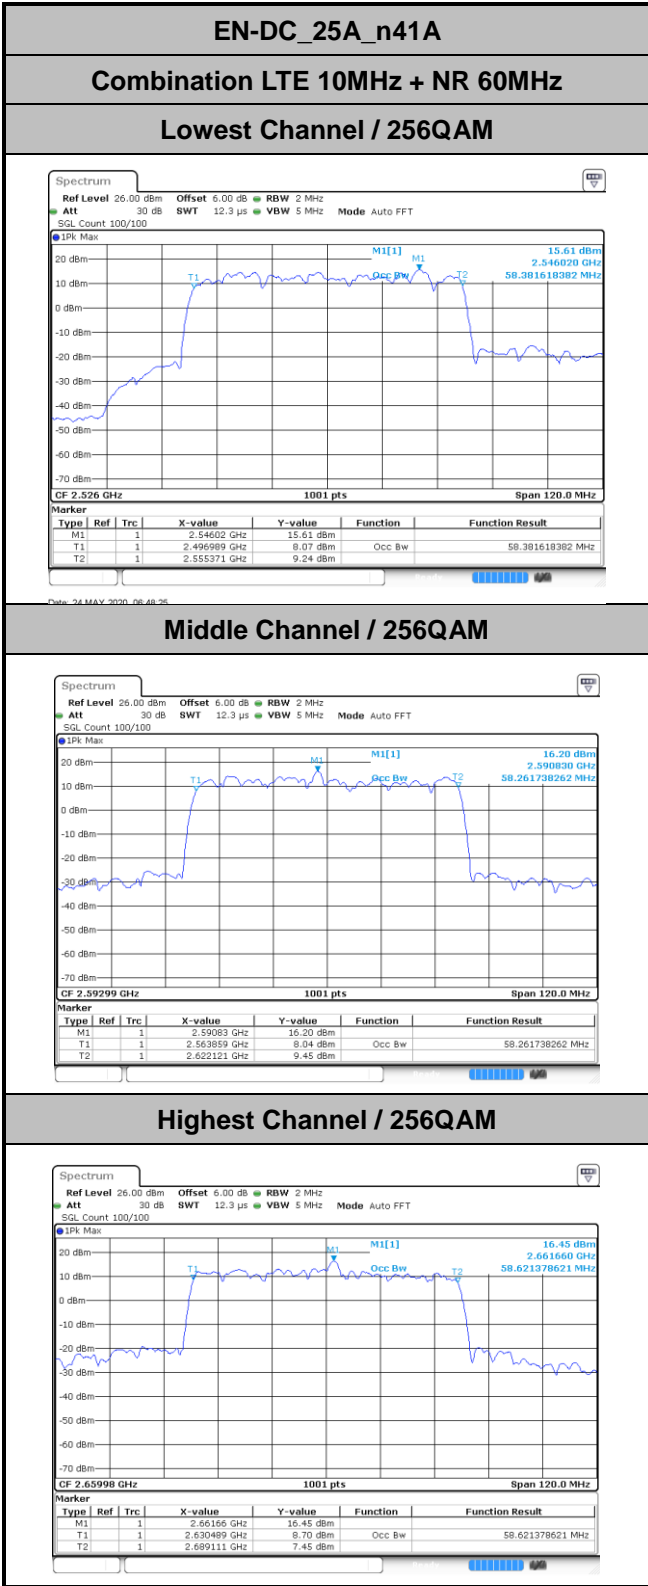 EN-DC_25A_n41A
Combination LTE 10MHz + NR 60MHz
Lowest Channel / 256QAM
Spectrum
Ref Level 26.00 dBm Offset 6.00 dB RBW 2 MHz
Att 30 dB SWT 12.3 µs VBW 5 MHz Mode Auto FFT
SGL Count 100/100
1Pk Max
M1[1] 15.61 dBm
2.546020 GHz
Occ Bw 58.381618382 MHz
M1
T1
T2
20 dBm
10 dBm
0 dBm
-10 dBm
-20 dBm
-30 dBm
-40 dBm
-50 dBm
-60 dBm
-70 dBm
CF 2.526 GHz 1001 pts Span 120.0 MHz
Marker
Type Ref Trc X-value Y-value Function Function Result
M1 1 2.54602 GHz 15.61 dBm
T1 1 2.496989 GHz 8.07 dBm Occ Bw 58.381618382 MHz
T2 1 2.555371 GHz 9.24 dBm
Date: 24 MAY 2020 06:48:25
Middle Channel / 256QAM
Spectrum
Ref Level 26.00 dBm Offset 6.00 dB RBW 2 MHz
Att 30 dB SWT 12.3 µs VBW 5 MHz Mode Auto FFT
SGL Count 100/100
1Pk Max
M1[1] 16.20 dBm
2.590830 GHz
Occ Bw 58.261738262 MHz
M1
T1
T2
20 dBm
10 dBm
0 dBm
-10 dBm
-20 dBm
-30 dBm
-40 dBm
-50 dBm
-60 dBm
-70 dBm
CF 2.59299 GHz 1001 pts Span 120.0 MHz
Marker
Type Ref Trc X-value Y-value Function Function Result
M1 1 2.59083 GHz 16.20 dBm
T1 1 2.563859 GHz 8.04 dBm Occ Bw 58.261738262 MHz
T2 1 2.622121 GHz 9.45 dBm
Highest Channel / 256QAM
Spectrum
Ref Level 26.00 dBm Offset 6.00 dB RBW 2 MHz
Att 30 dB SWT 12.3 µs VBW 5 MHz Mode Auto FFT
SGL Count 100/100
1Pk Max
M1[1] 16.45 dBm
2.661660 GHz
Occ Bw 58.621378621 MHz
M1
T1
T2
20 dBm
10 dBm
0 dBm
-10 dBm
-20 dBm
-30 dBm
-40 dBm
-50 dBm
-60 dBm
-70 dBm
CF 2.65998 GHz 1001 pts Span 120.0 MHz
Marker
Type Ref Trc X-value Y-value Function Function Result
M1 1 2.66166 GHz 16.45 dBm
T1 1 2.630489 GHz 8.70 dBm Occ Bw 58.621378621 MHz
T2 1 2.689111 GHz 7.45 dBm